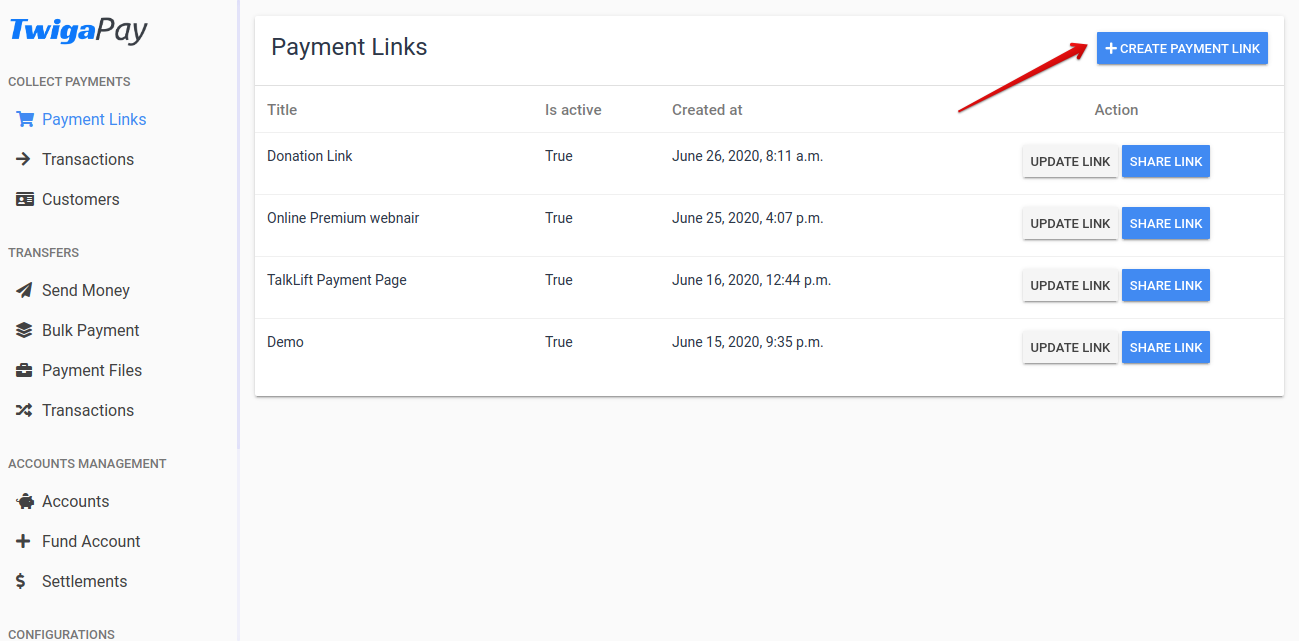 TwigaPay
COLLECT PAYMENTS
Payment Links
Transactions
Customers
TRANSFERS
Send Money
Bulk Payment
Payment Files
Transactions
ACCOUNTS MANAGEMENT
Accounts
Fund Account
Settlements
CONFIGURATIONS
Payment Links
+ CREATE PAYMENT LINK
Title Is active Created at Action
Donation Link True June 26, 2020, 8:11 a.m. UPDATE LINK SHARE LINK
Online Premium webnair True June 25, 2020, 4:07 p.m. UPDATE LINK SHARE LINK
TalkLift Payment Page True June 16, 2020, 12:44 p.m. UPDATE LINK SHARE LINK
Demo True June 15, 2020, 9:35 p.m. UPDATE LINK SHARE LINK